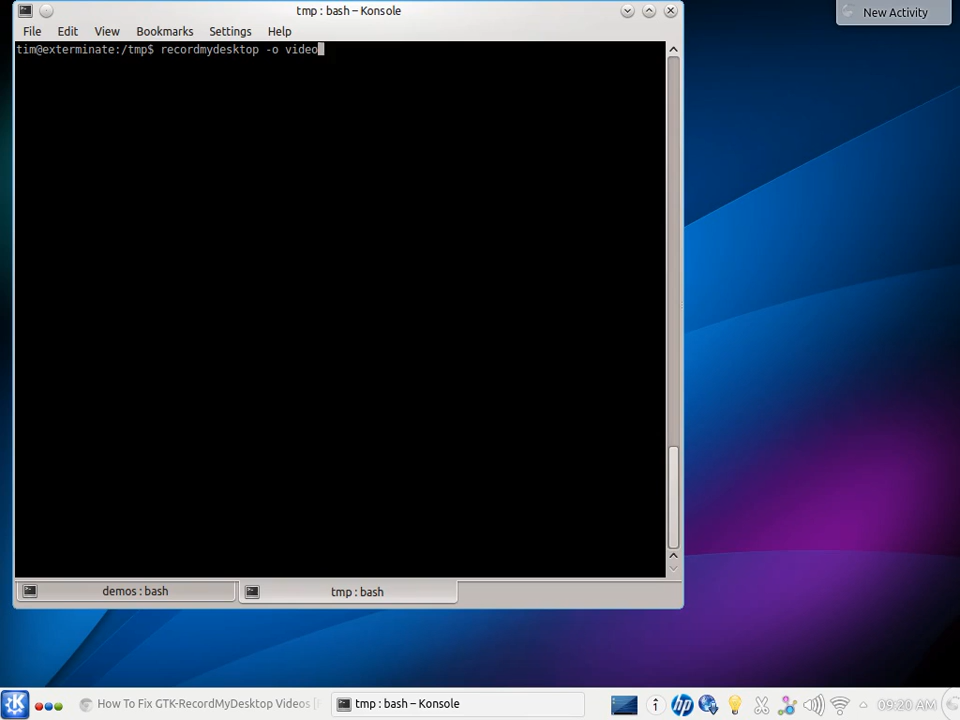 tmp : bash – Konsole
New Activity
File Edit View Bookmarks Settings Help
tim@exterminate:/tmp$ recordmydesktop -o video
demos : bash
tmp : bash
How To Fix GTK-RecordMyDesktop Videos [
tmp : bash – Konsole
hp
09:20 AM